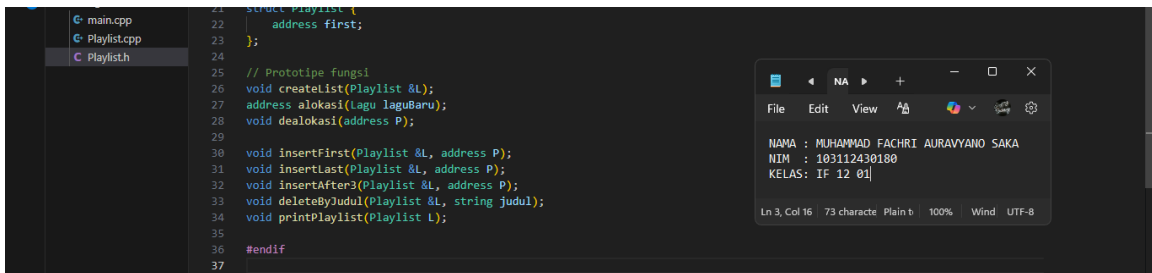 main.cpp
Playlist.cpp
Playlist.h
21 struct Playlist {
22 address first;
23 };
24
25 // Prototipe fungsi
26 void createList(Playlist &L);
27 address alokasi(Lagu laguBaru);
28 void dealokasi(address P);
29
30 void insertFirst(Playlist &L, address P);
31 void insertLast(Playlist &L, address P);
32 void insertAfter3(Playlist &L, address P);
33 void deleteByJudul(Playlist &L, string judul);
34 void printPlaylist(Playlist L);
35
36 #endif
37
NA
File Edit View
NAMA : MUHAMMAD FACHRI AURAVYANO SAKA
NIM : 103112430180
KELAS: IF 12 01
Ln 3, Col 16 73 characte Plain t 100% Wind UTF-8